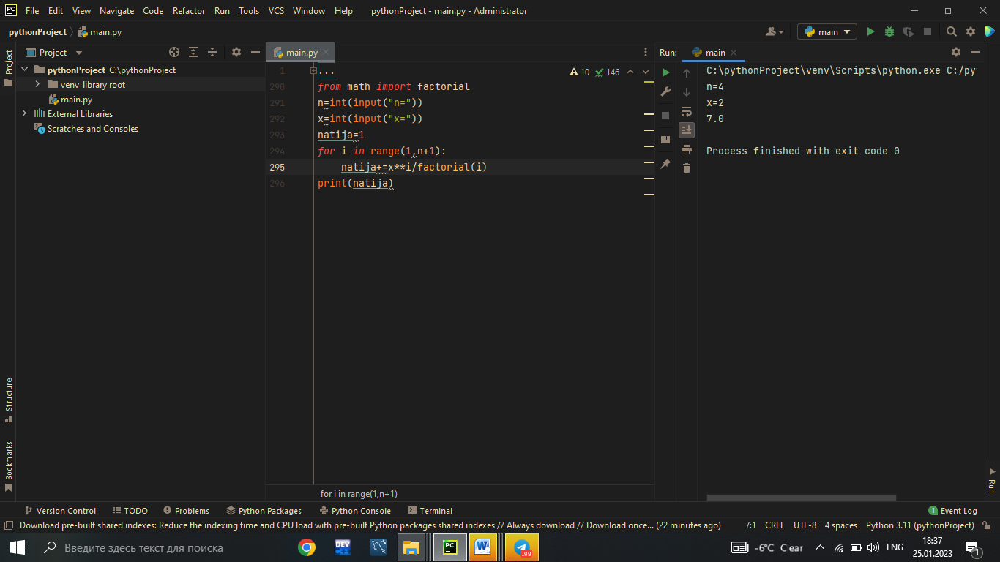 PC File Edit View Navigate Code Refactor Run Tools VCS Window Help pythonProject - main.py - Administrator
pythonProject main.py main
Project main.py Run: main
Project
pythonProject C:\pythonProject
venv library root
main.py
External Libraries
Scratches and Consoles
Structure
Bookmarks
1 ... 10 146
290 from math import factorial
291 n=int(input("n="))
292 x=int(input("x="))
293 natija=1
294 for i in range(1,n+1):
295 natija+=x**i/factorial(i)
296 print(natija)
for i in range(1,n+1)
C:\pythonProject\venv\Scripts\python.exe C:/py
n=4
x=2
7.0
Process finished with exit code 0
Run
Version Control TODO Problems Python Packages Python Console Terminal 1 Event Log
Download pre-built shared indexes: Reduce the indexing time and CPU load with pre-built Python packages shared indexes // Always download // Download once... (22 minutes ago) 7:1 CRLF UTF-8 4 spaces Python 3.11 (pythonProject)
Введите здесь текст для поиска DEV PC W .99 -6°C Clear ENG 18:37
25.01.2023 1